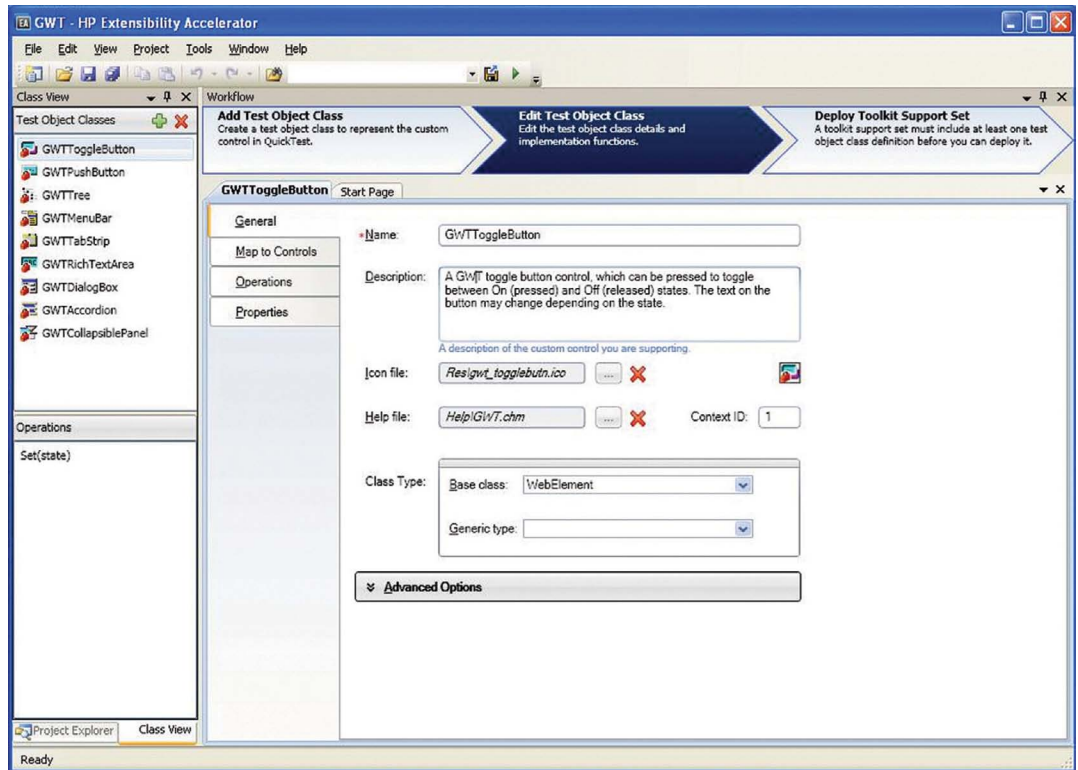 EA GWT - HP Extensibility Accelerator
File Edit View Project Tools Window Help
Class View
Workflow
Test Object Classes
GWTToggleButton
GWTPushButton
GWTTree
GWTMenuBar
GWTTabStrip
GWTRichTextArea
GWTDialogBox
GWTAccordion
GWTCollapsiblePanel
Operations
Set(state)
Project Explorer
Class View
Add Test Object Class
Create a test object class to represent the custom
control in QuickTest.
Edit Test Object Class
Edit the test object class details and
implementation functions.
Deploy Toolkit Support Set
A toolkit support set must include at least one test
object class definition before you can deploy it.
GWTToggleButton
Start Page
General
Map to Controls
Operations
Properties
*Name: GWTToggleButton
Description: A GWT toggle button control, which can be pressed to toggle
between On (pressed) and Off (released) states. The text on the
button may change depending on the state.
A description of the custom control you are supporting.
Icon file: Res\gwt_togglebutn.ico ...
Help file: Help\GWT.chm ... Context ID: 1
Class Type: Base class: WebElement
Generic type:
Advanced Options
Ready